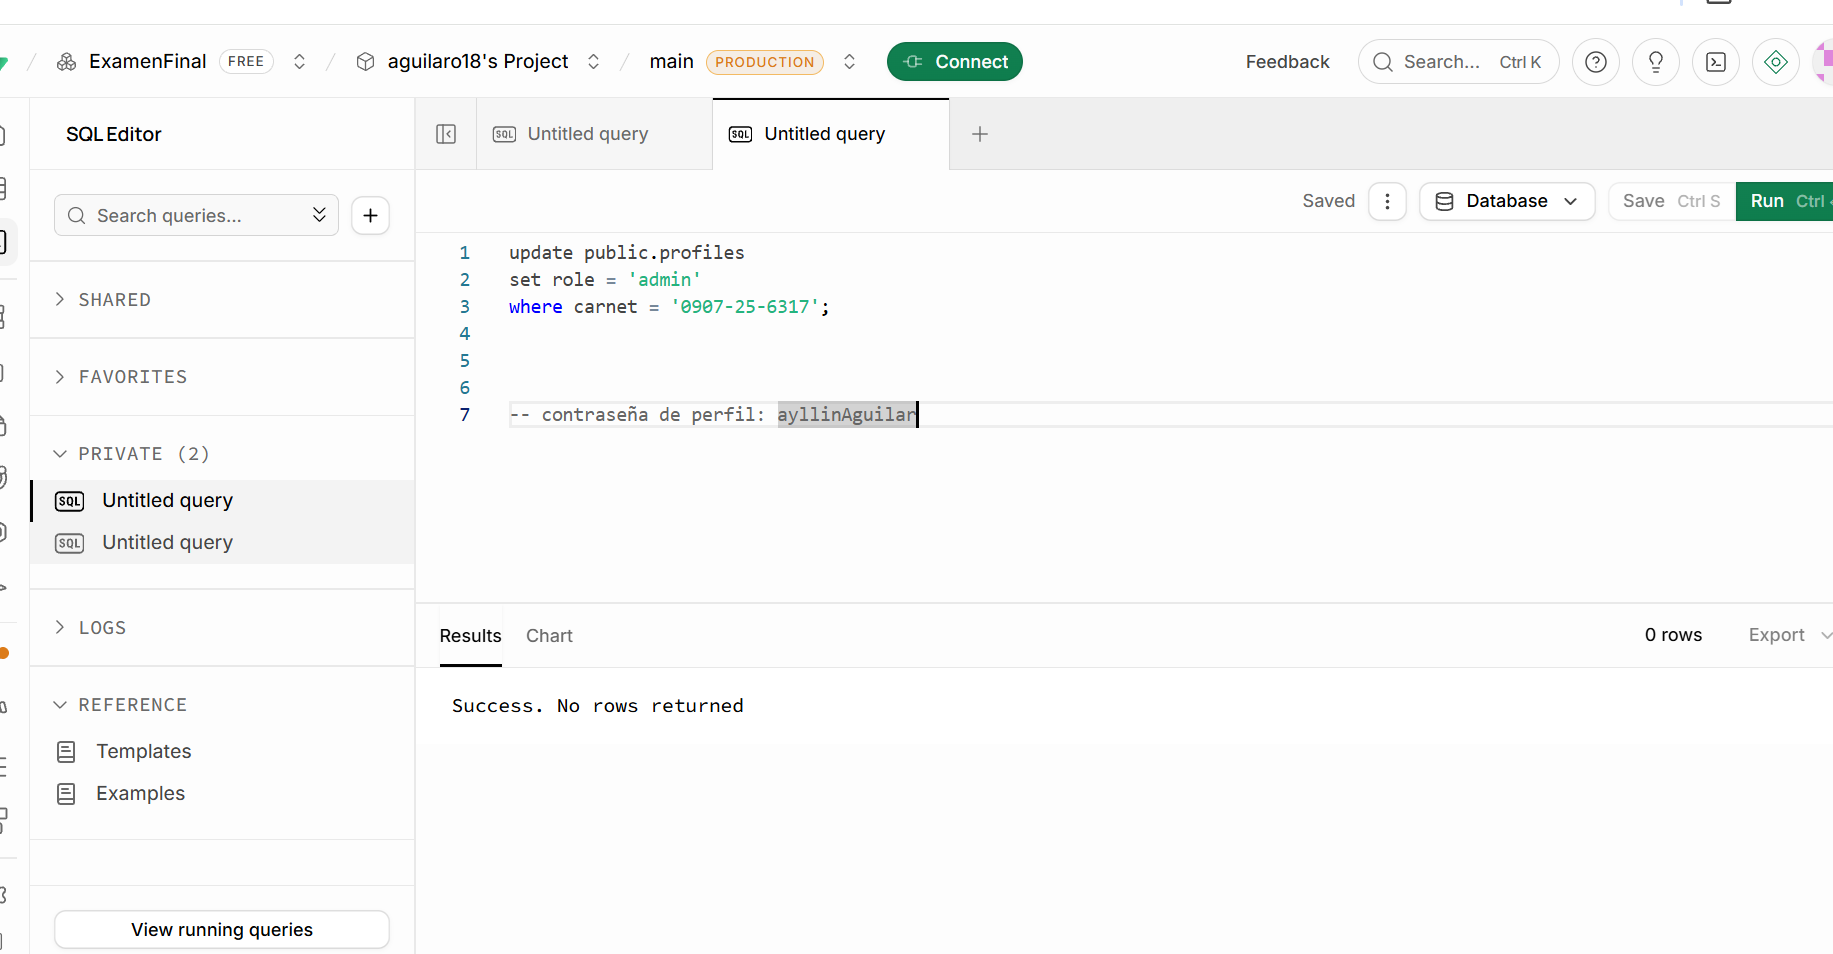 ExamenFinal FREE aguilaro18's Project main PRODUCTION Connect Feedback Search... Ctrl K
SQL Editor
Untitled query
Untitled query
Search queries...
Saved Database Save Ctrl S Run Ctrl
SHARED
FAVORITES
PRIVATE (2)
Untitled query
Untitled query
LOGS
REFERENCE
Templates
Examples
View running queries
1 update public.profiles
2 set role = 'admin'
3 where carnet = '0907-25-6317';
4
5
6
7 -- contraseña de perfil: ayllinAguilar
Results Chart 0 rows Export
Success. No rows returned